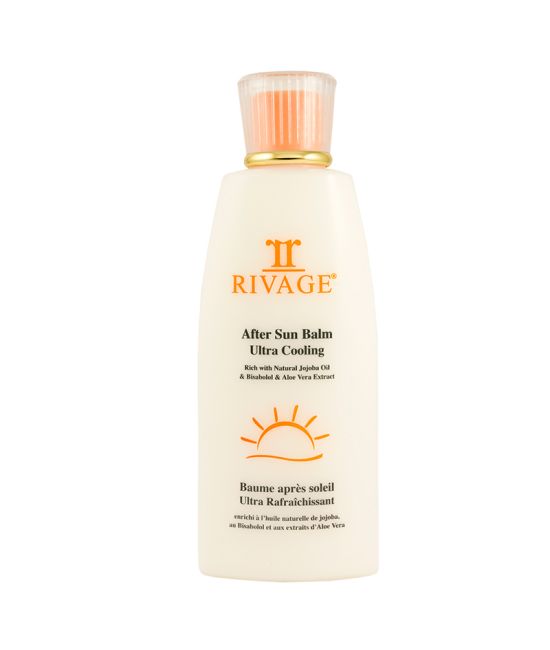 RIVAGE®
After Sun Balm
Ultra Cooling
Rich with Natural Jojoba Oil
& Bisabolol & Aloe Vera Extract
Baume après soleil
Ultra Rafraîchissant
enrichi à l'huile naturelle de jojoba,
au Bisabolol et aux extraits d'Aloe Vera